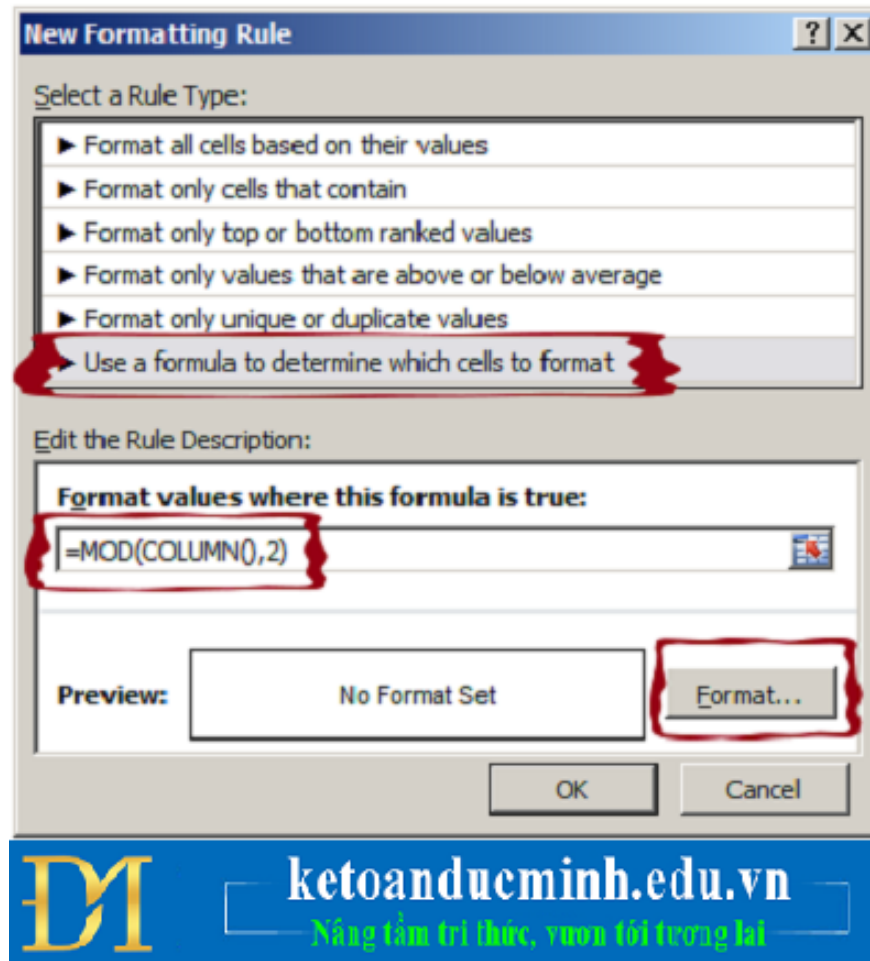 New Formatting Rule
Select a Rule Type:
► Format all cells based on their values
► Format only cells that contain
► Format only top or bottom ranked values
► Format only values that are above or below average
► Format only unique or duplicate values
► Use a formula to determine which cells to format
Edit the Rule Description:
Format values where this formula is true:
=MOD(COLUMN(),2)
Preview:
No Format Set
Format...
OK
Cancel
ĐM
ketoanducminh.edu.vn
Nâng tầm tri thức, vươn tới tương lai